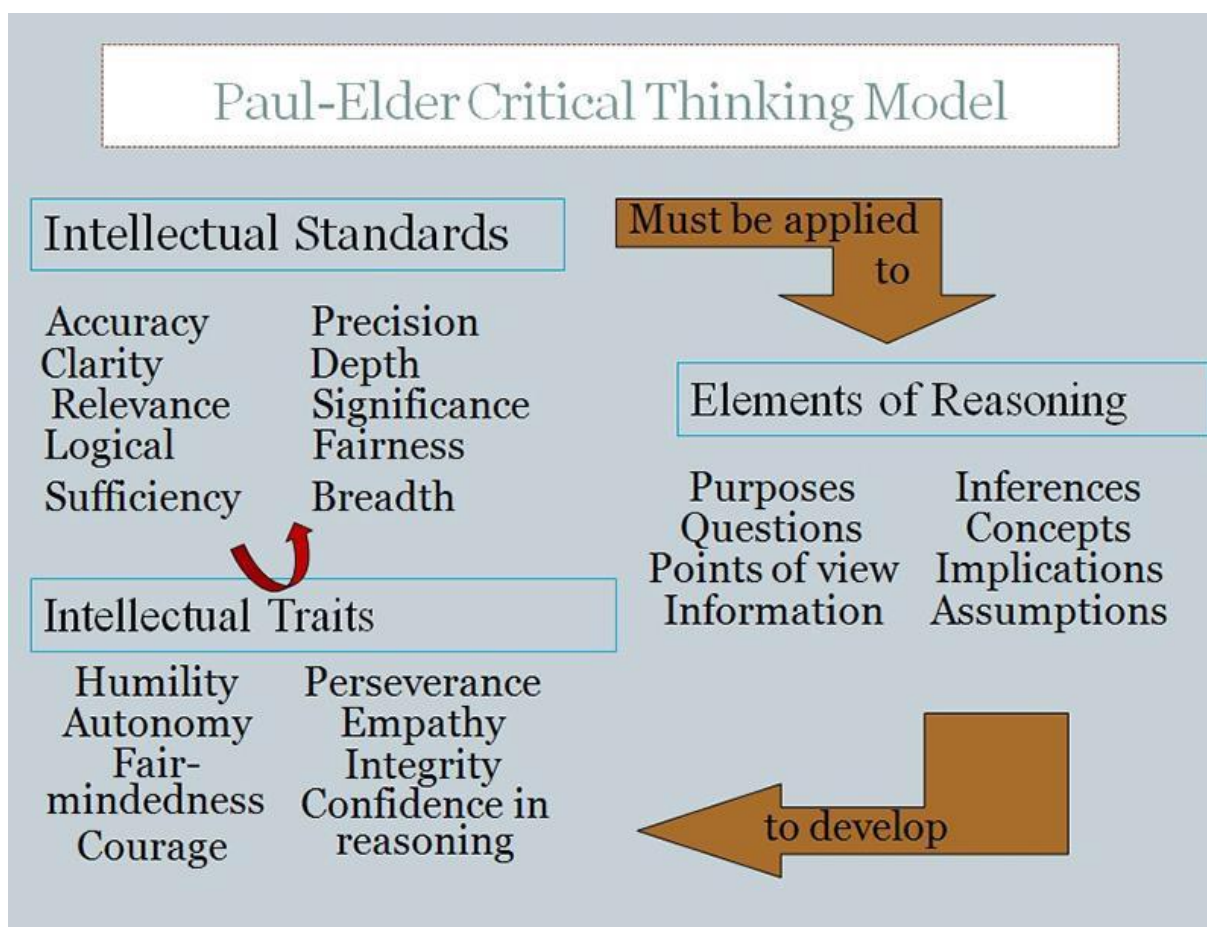 Paul-Elder Critical Thinking Model
Intellectual Standards
Accuracy
Clarity
Relevance
Logical
Sufficiency
Precision
Depth
Significance
Fairness
Breadth
Must be applied
to
Elements of Reasoning
Purposes
Questions
Points of view
Information
Inferences
Concepts
Implications
Assumptions
to develop
Intellectual Traits
Humility
Autonomy
Fair-
mindedness
Courage
Perseverance
Empathy
Integrity
Confidence in
reasoning